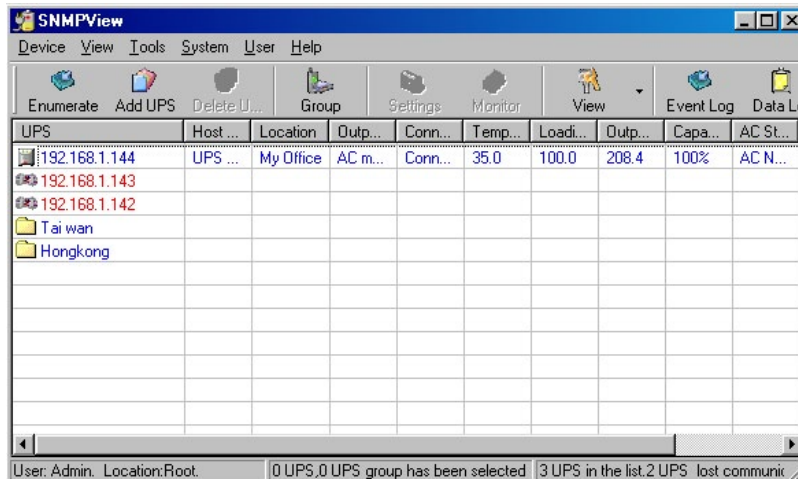 SNMPView
Device View Tools System User Help
Enumerate Add UPS Delete U... Group Settings Monitor View Event Log Data L
UPS Host ... Location Outp... Conn... Temp... Loadi... Outp... Capa... AC St...
192.168.1.144 UPS ... My Office AC m... Conn... 35.0 100.0 208.4 100% AC N...
192.168.1.143
192.168.1.142
Tai wan
Hongkong
User: Admin. Location:Root. 0 UPS,0 UPS group has been selected 3 UPS in the list.2 UPS lost communic